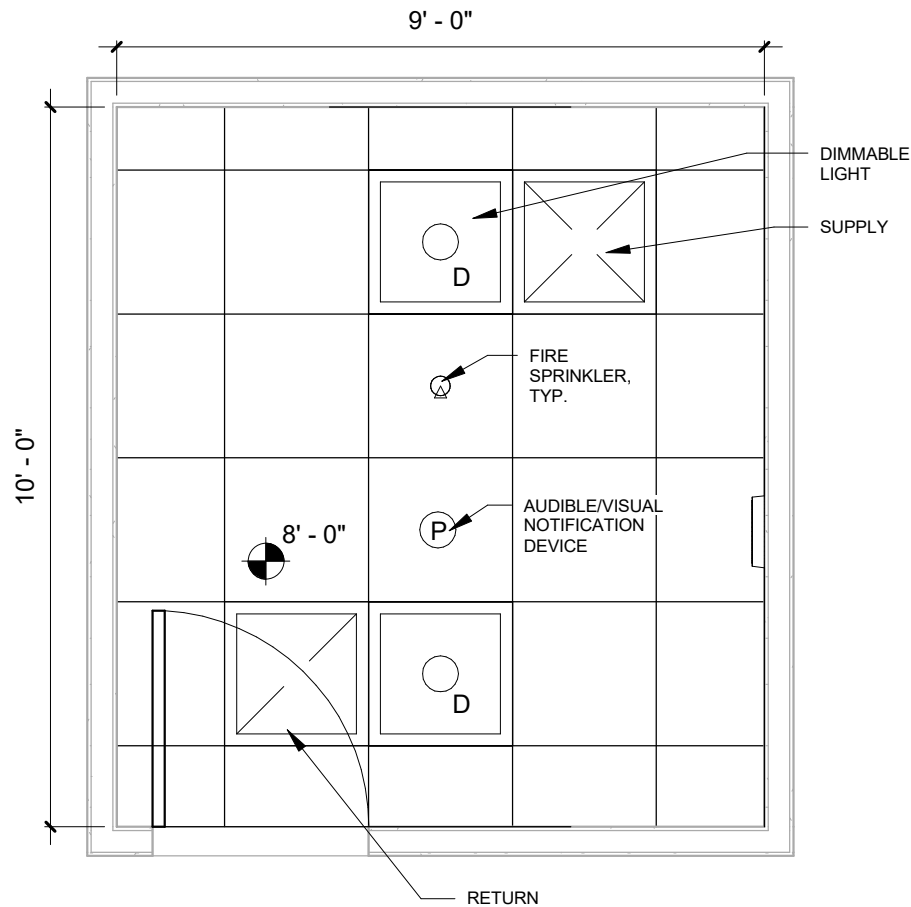 9' - 0"
DIMMABLE
LIGHT
SUPPLY
D
FIRE
SPRINKLER,
TYP.
10' - 0"
AUDIBLE/VISUAL
NOTIFICATION
DEVICE
P
8' - 0"
D
RETURN